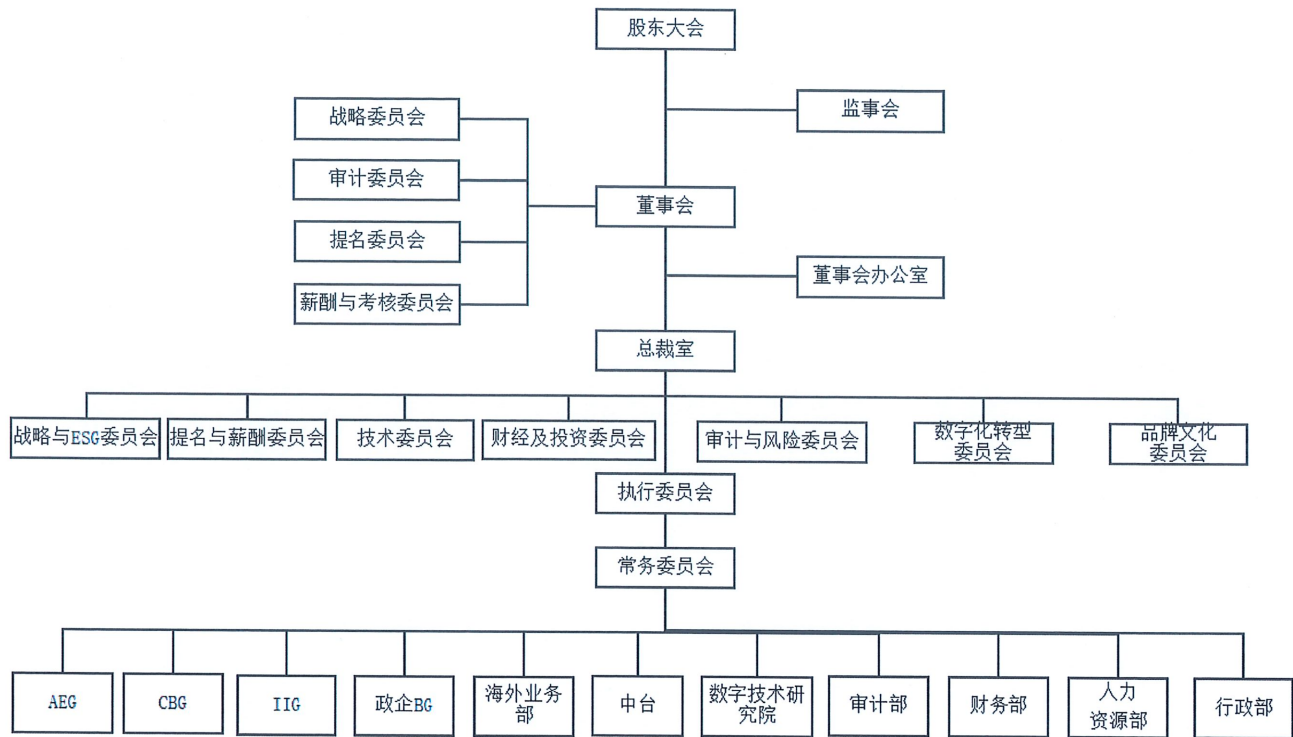 股东大会
监事会
战略委员会
审计委员会
董事会
提名委员会
董事会办公室
薪酬与考核委员会
总裁室
战略与ESG委员会
提名与薪酬委员会
技术委员会
财经及投资委员会
审计与风险委员会
数字化转型
委员会
品牌文化
委员会
执行委员会
常务委员会
AEG
CBG
IIG
政企BG
海外业务
部
中台
数字技术研
究院
审计部
财务部
人力
资源部
行政部